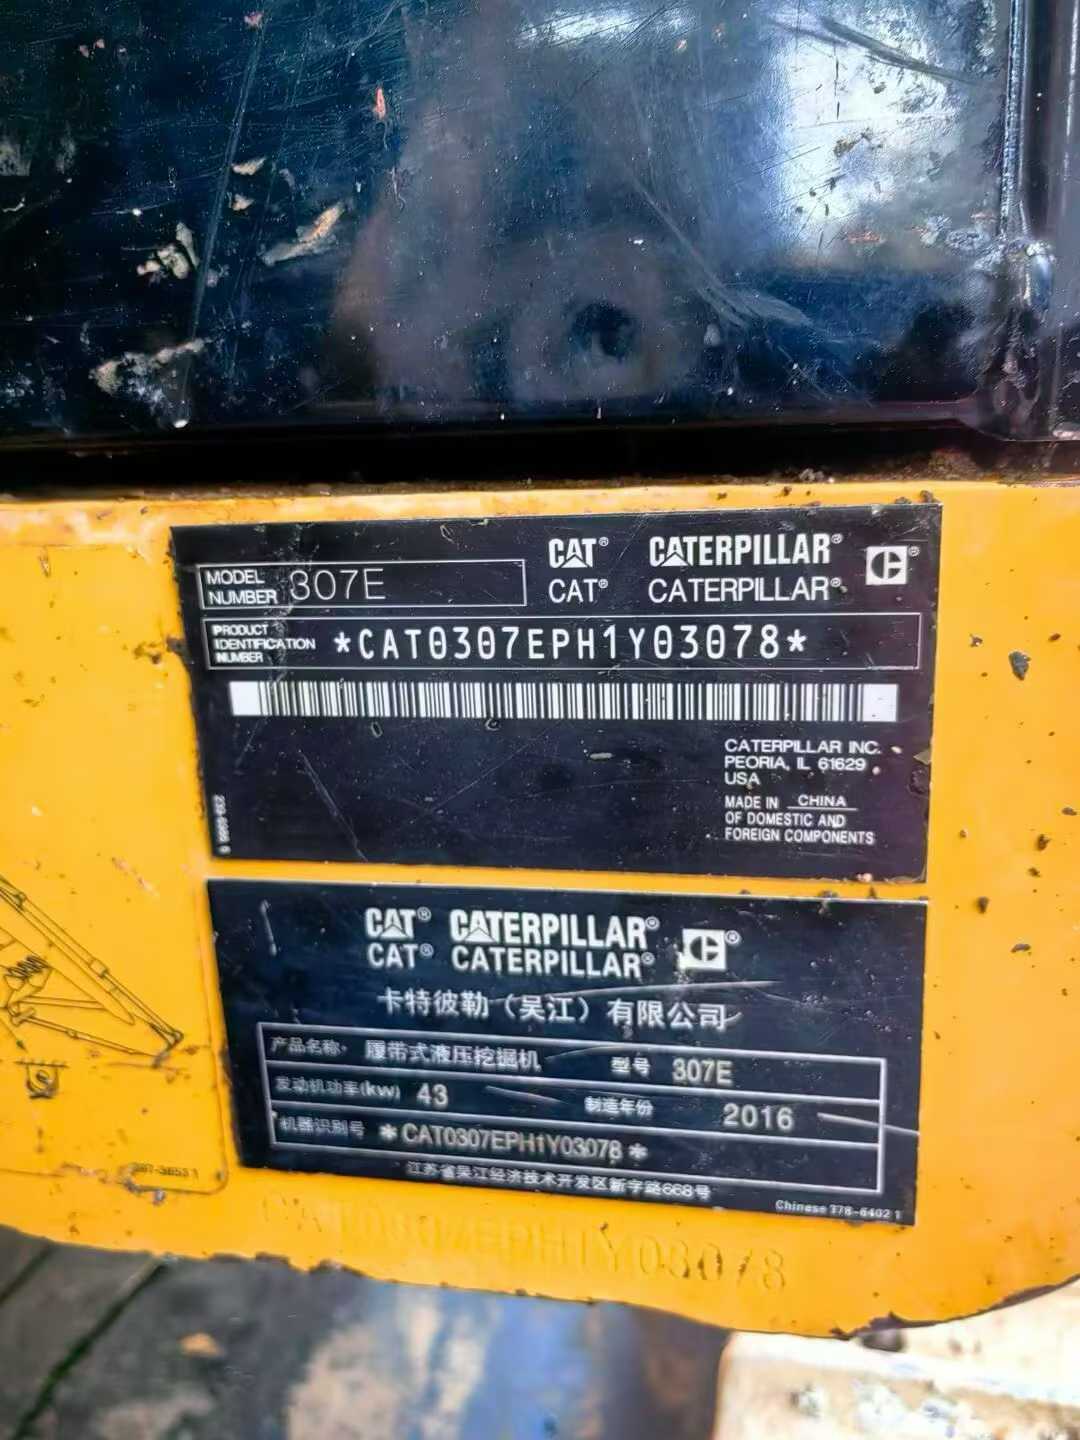 CAT® CATERPILLAR®
MODEL NUMBER 307E
CAT® CATERPILLAR®
PRODUCT IDENTIFICATION NUMBER *CAT0307EPH1Y03078*
CATERPILLAR INC.
PEORIA, IL 61629
USA
MADE IN CHINA
OF DOMESTIC AND
FOREIGN COMPONENTS
CAT® CATERPILLAR®
CAT® CATERPILLAR®
卡特彼勒（吴江）有限公司
产品名称: 履带式液压挖掘机 型号 307E
发动机功率(kw) 43 制造年份 2016
机器识别号 *CAT0307EPH1Y03078*
江苏省吴江经济技术开发区新字路668号
Chinese 378-6402 1
CAT0307EPH1Y03078